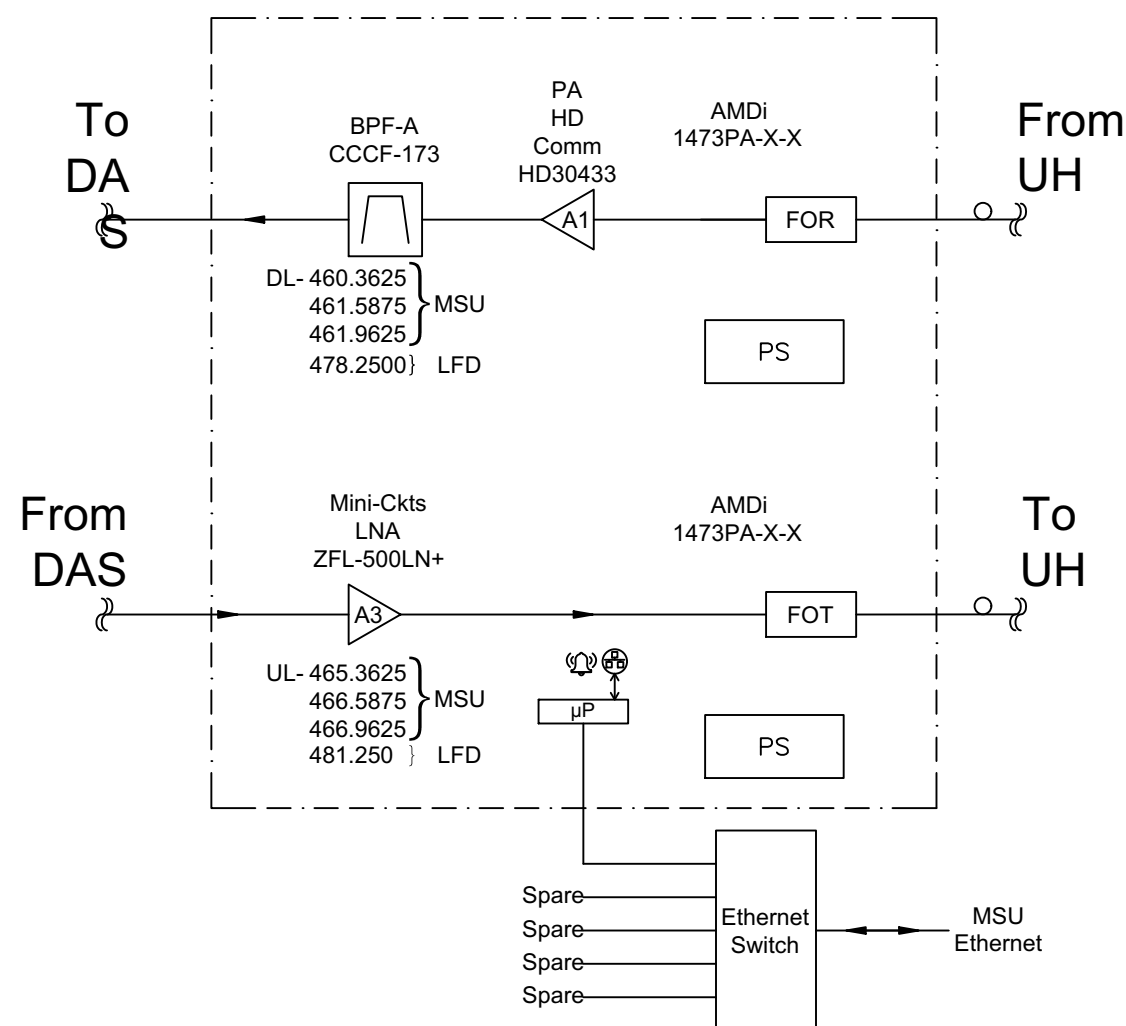 To
DA
S
BPF-A
CCCF-173
PA
HD
Comm
HD30433
AMDi
1473PA-X-X
From
UH
A1
FOR
DL- 460.3625
461.5875
461.9625
} MSU
478.2500 } LFD
PS
From
DAS
Mini-Ckts
LNA
ZFL-500LN+
AMDi
1473PA-X-X
To
UH
A3
FOT
UL- 465.3625
466.5875
466.9625
} MSU
481.250 } LFD
µP
PS
Spare
Spare
Spare
Spare
Ethernet
Switch
MSU
Ethernet